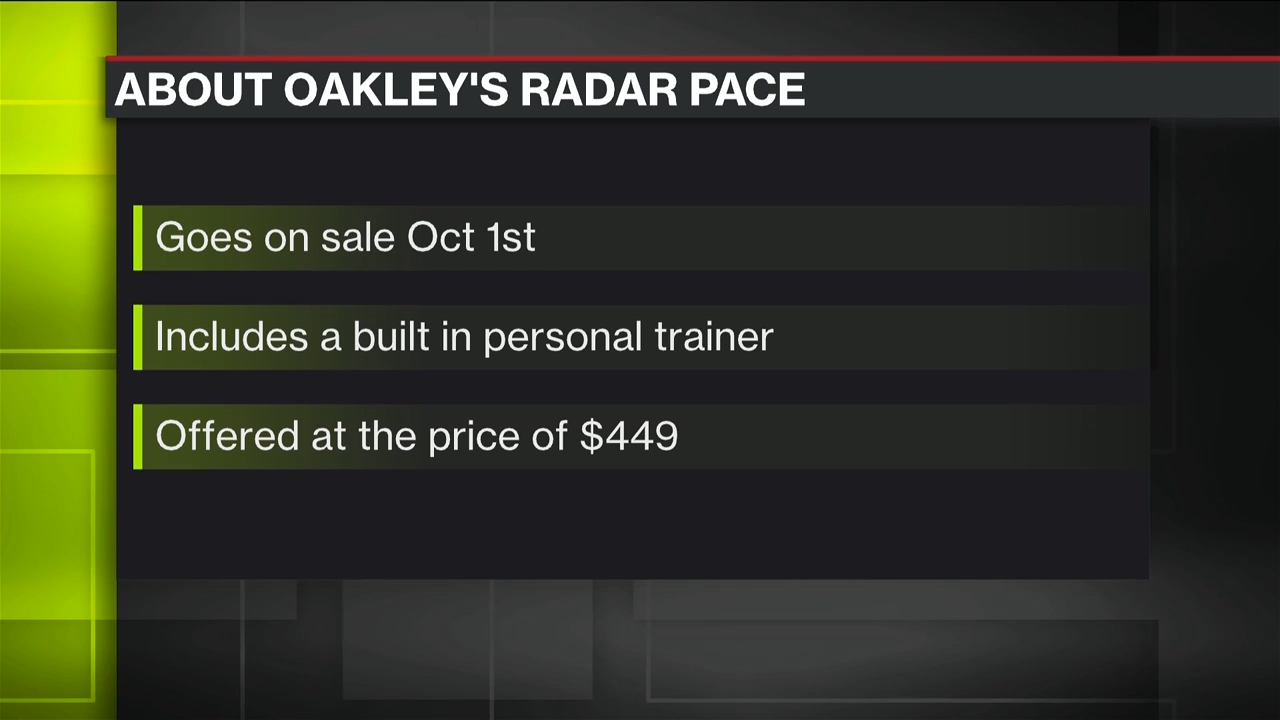 ABOUT OAKLEY'S RADAR PACE
Goes on sale Oct 1st
Includes a built in personal trainer
Offered at the price of $449